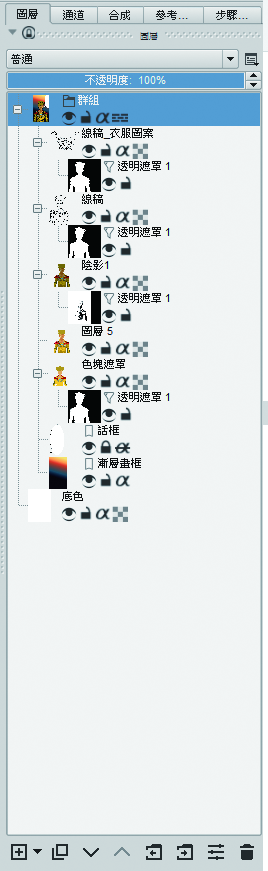 圖層 通道 合成 參考... 步驟...
圖層
普通
不透明度: 100%
群組
線稿_衣服圖案
透明遮罩 1
線稿
透明遮罩 1
陰影1
透明遮罩 1
圖層 5
色塊遮罩
透明遮罩 1
話框
漸層畫框
底色